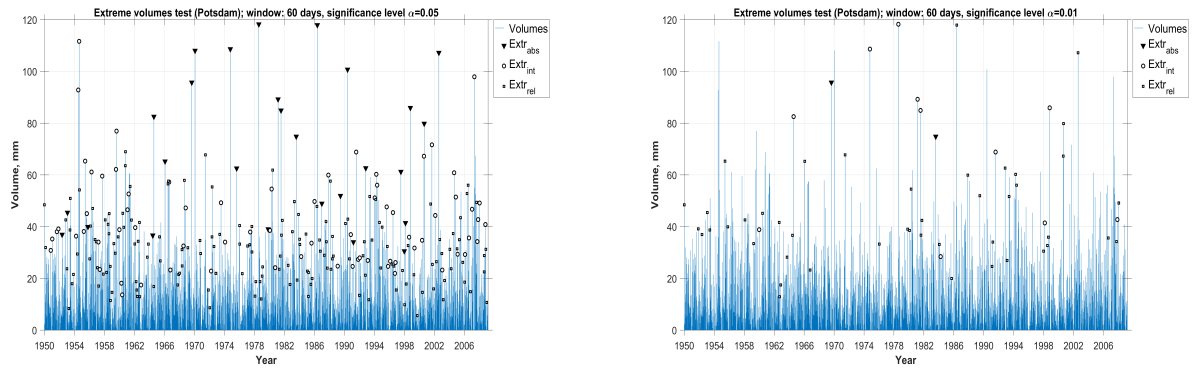 Extreme volumes test (Potsdam); window: 60 days, significance level α=0.05
Volume, mm
120
100
80
60
40
20
0
1950 1954 1958 1962 1966 1970 1974 1978 1982 1986 1990 1994 1998 2002 2006
Year
Volumes
Extr_abs
Extr_int
Extr_rel
Extreme volumes test (Potsdam); window: 60 days, significance level α=0.01
Volume, mm
120
100
80
60
40
20
0
1950 1954 1958 1962 1966 1970 1974 1978 1982 1986 1990 1994 1998 2002 2006
Year
Volumes
Extr_abs
Extr_int
Extr_rel